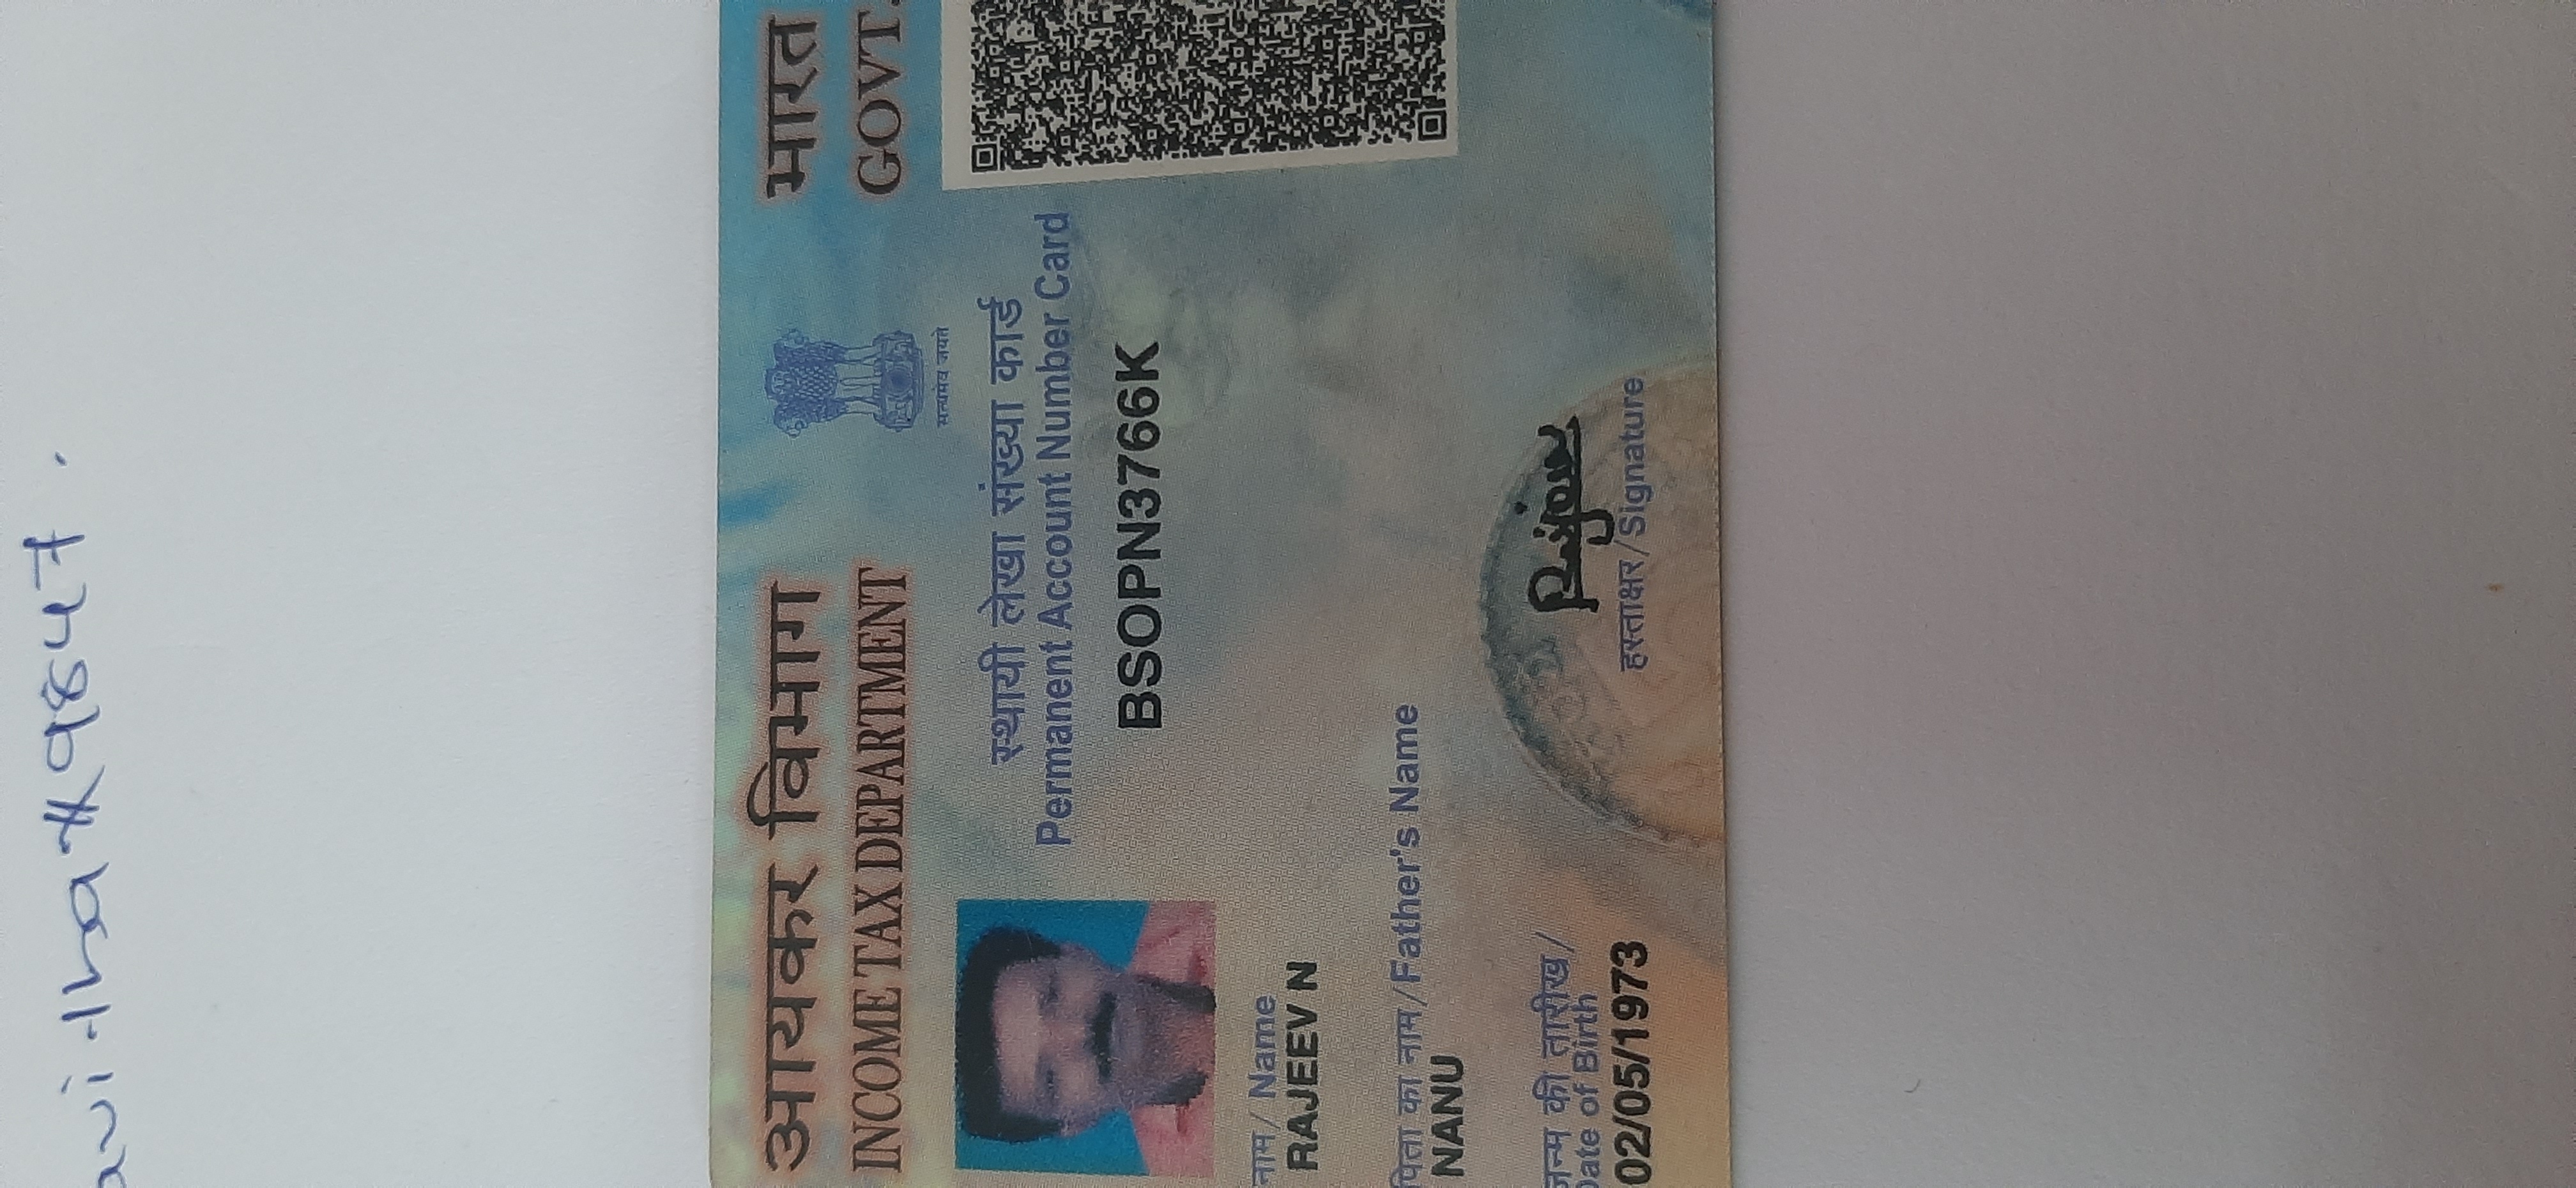 avitha#9847.
आयकर विभाग
INCOME TAX DEPARTMENT
भारत
GOVT.
सत्यमेव जयते
स्थायी लेखा संख्या कार्ड
Permanent Account Number Card
BSOPN3766K
नाम/ Name
RAJEEV N
पिता का नाम/Father's Name
NANU
जन्म की तारीख/
Date of Birth
02/05/1973
Rajeev
हस्ताक्षर/Signature